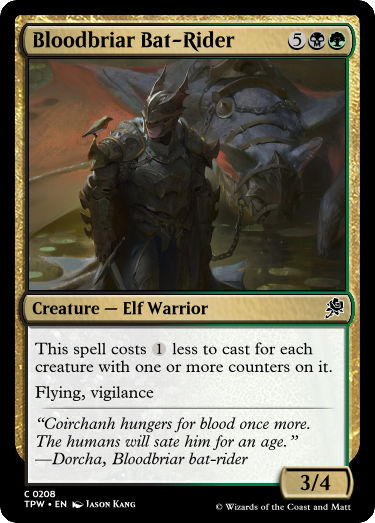 Bloodbriar Bat-Rider 5
Creature — Elf Warrior
This spell costs 1 less to cast for each
creature with one or more counters on it.
Flying, vigilance
"Coirchanh hungers for blood once more.
The humans will sate him for an age."
—Dorcha, Bloodbriar bat-rider
3/4
C 0208
TPW • EN Jason Kang
© Wizards of the Coast and Matt